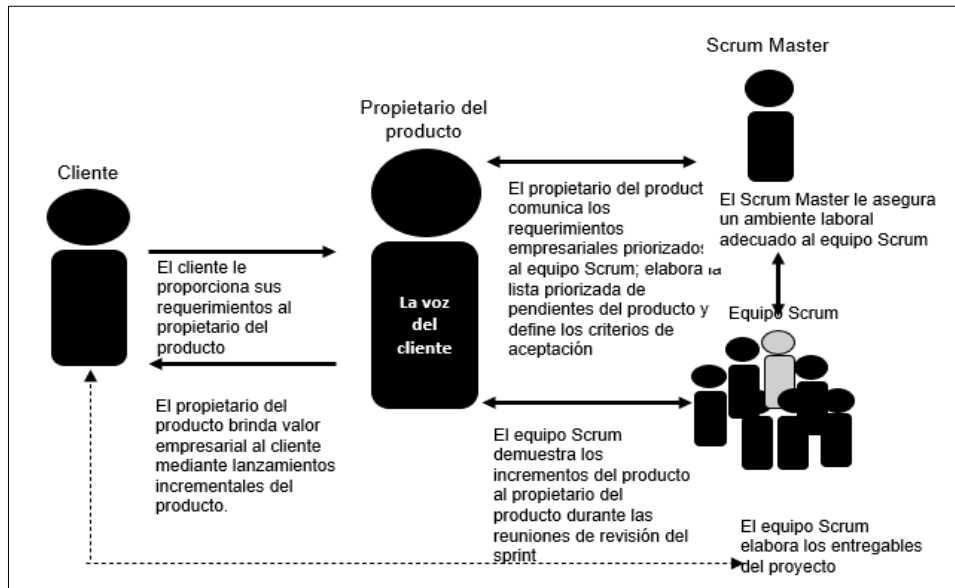 Scrum Master
Propietario del
producto
Cliente
El propietario del product
comunica los
requerimientos
empresariales priorizados
al equipo Scrum; elabora la
lista priorizada de
pendientes del producto y
define los criterios de
aceptación
El Scrum Master le asegura
un ambiente laboral
adecuado al equipo Scrum
El cliente le
proporciona sus
requerimientos al
propietario del
producto
La voz
del
cliente
Equipo Scrum
El propietario del
producto brinda valor
empresarial al cliente
mediante lanzamientos
incrementales del
producto.
El equipo Scrum
demuestra los
incrementos del producto
al propietario del
producto durante las
reuniones de revisión del
sprint
El equipo Scrum
elabora los entregables
del proyecto